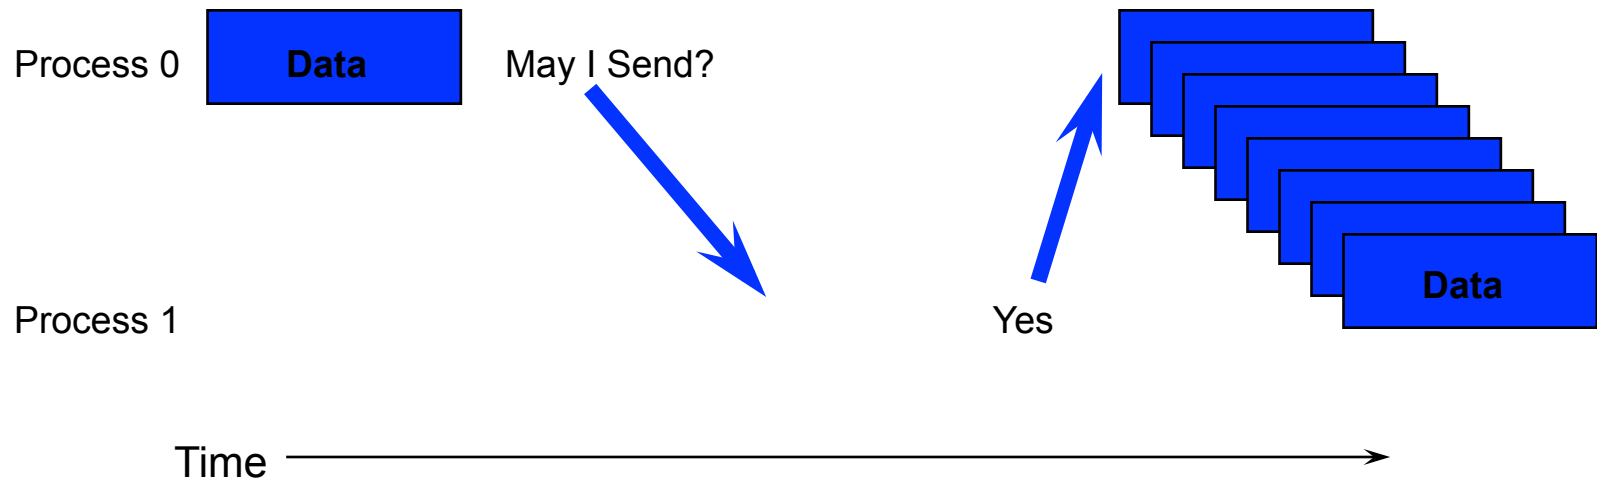 Process 0 Data May I Send?
Data
Process 1 Yes
Time